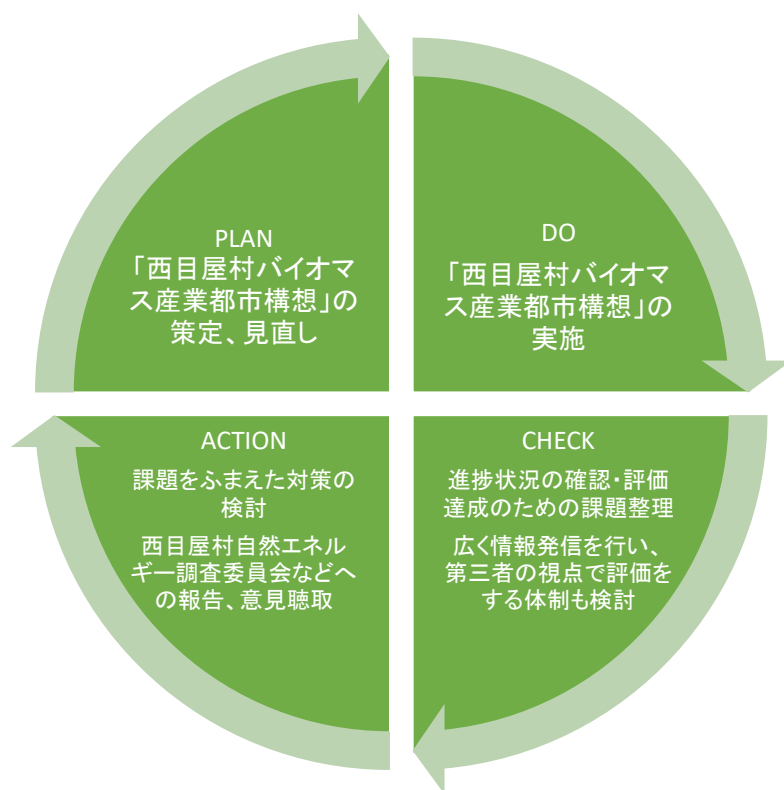 PLAN
「西目屋村バイオマ
ス産業都市構想」の
策定、見直し
DO
「西目屋村バイオマ
ス産業都市構想」の
実施
ACTION
課題をふまえた対策の
検討
西目屋村自然エネル
ギー調査委員会などへ
の報告、意見聴取
CHECK
進捗状況の確認・評価
達成のための課題整理
広く情報発信を行い、
第三者の視点で評価を
する体制も検討